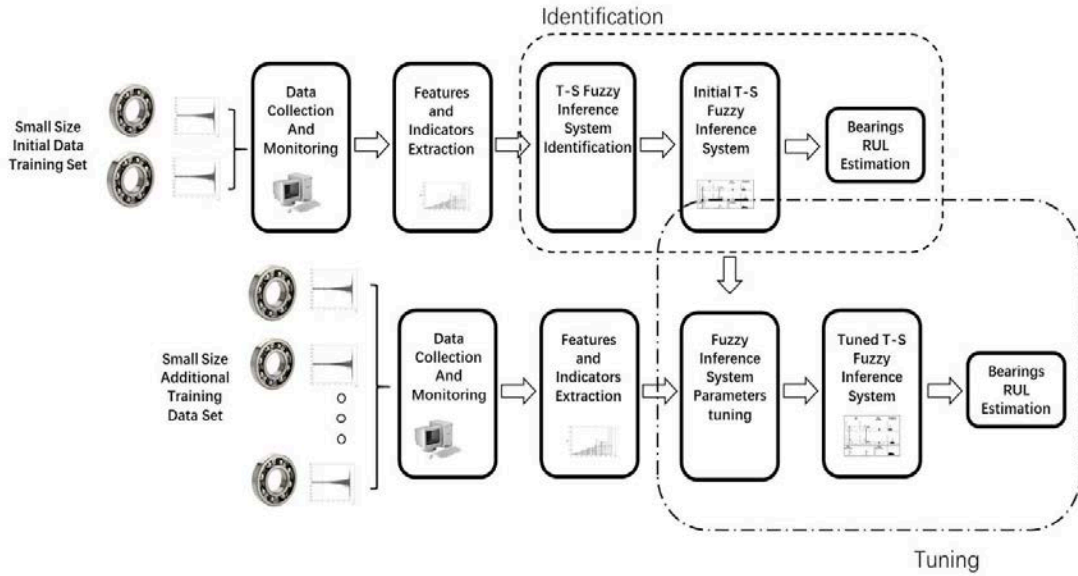 Identification
Small Size
Initial Data
Training Set
Data
Collection
And
Monitoring
Features
and
Indicators
Extraction
T-S Fuzzy
Inference
System
Identification
Initial T-S
Fuzzy
Inference
System
Bearings
RUL
Estimation
Small Size
Additional
Training
Data Set
Data
Collection
And
Monitoring
Features
and
Indicators
Extraction
Fuzzy
Inference
System
Parameters
tuning
Tuned T-S
Fuzzy
Inference
System
Bearings
RUL
Estimation
Tuning